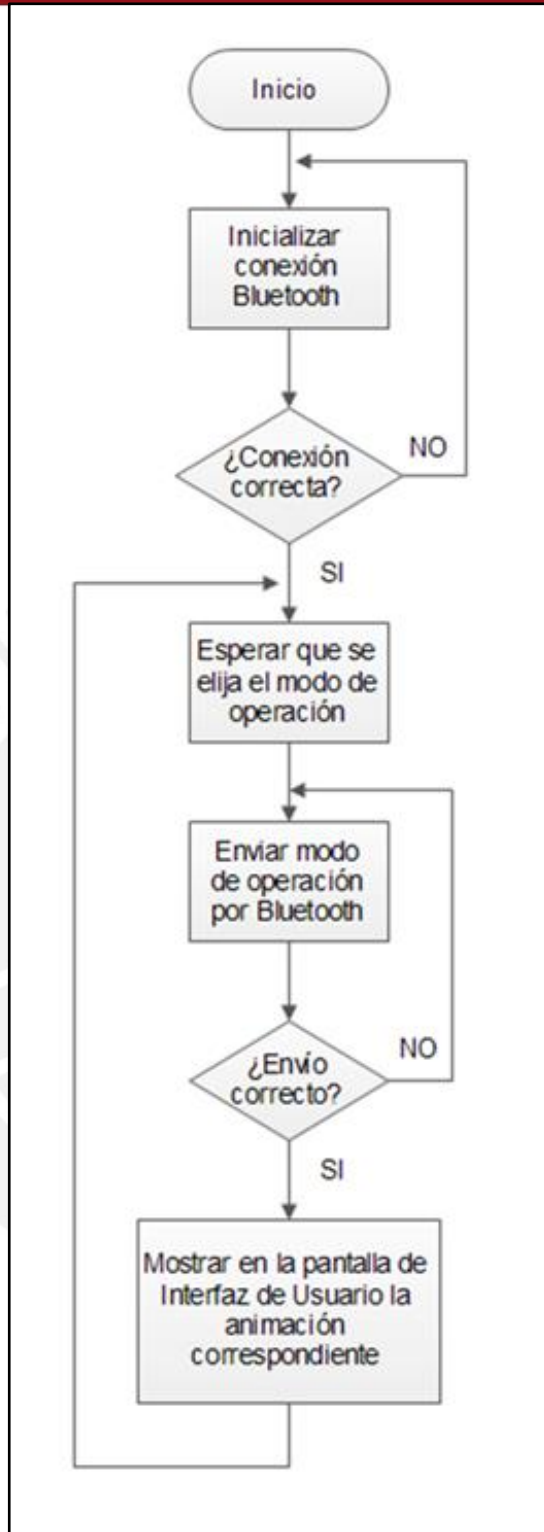 Inicio
Inicializar
conexión
Bluetooth
¿Conexión
correcta?
NO
SI
Esperar que se
elija el modo de
operación
Enviar modo
de operación
por Bluetooth
¿Envío
correcto?
NO
SI
Mostrar en la pantalla de
Interfaz de Usuario la
animación
correspondiente